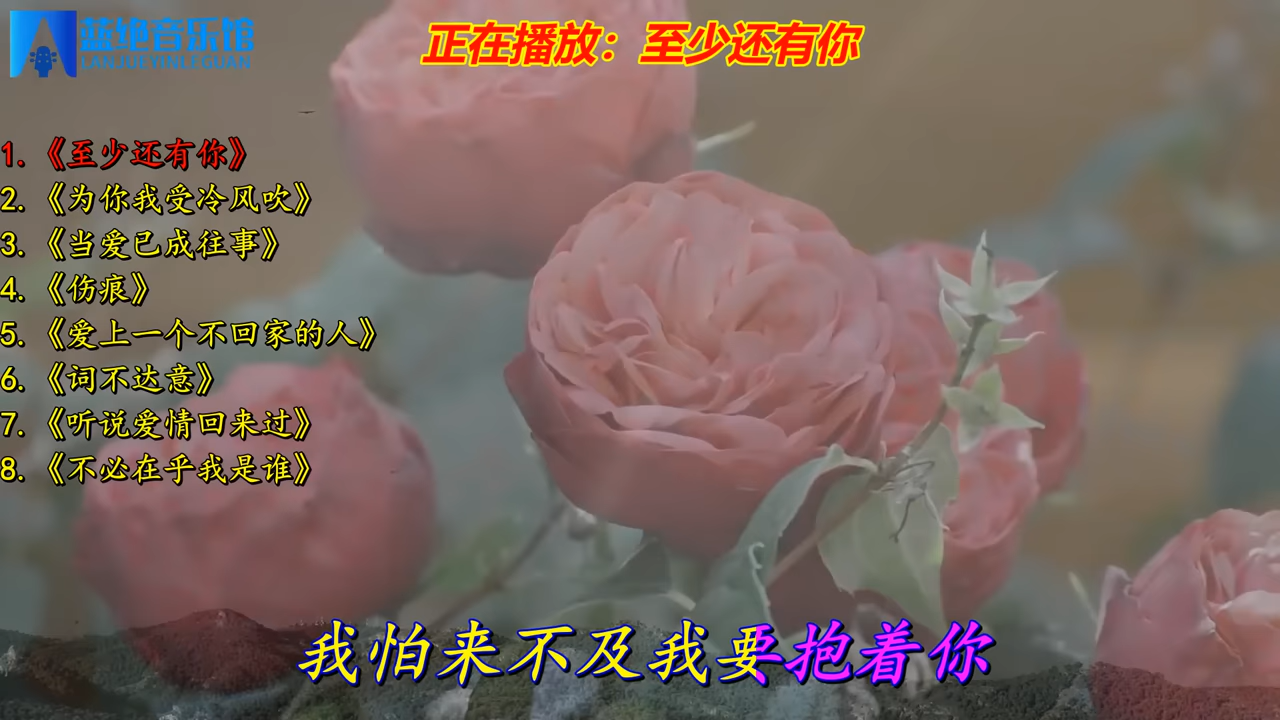 蓝绝音乐馆
LANJUEYINLEGUAN
正在播放：至少还有你
1.《至少还有你》
2.《为你我受冷风吹》
3.《当爱已成往事》
4.《伤痕》
5.《爱上一个不回家的人》
6.《词不达意》
7.《听说爱情回来过》
8.《不必在乎我是谁》
我怕来不及我要抱着你